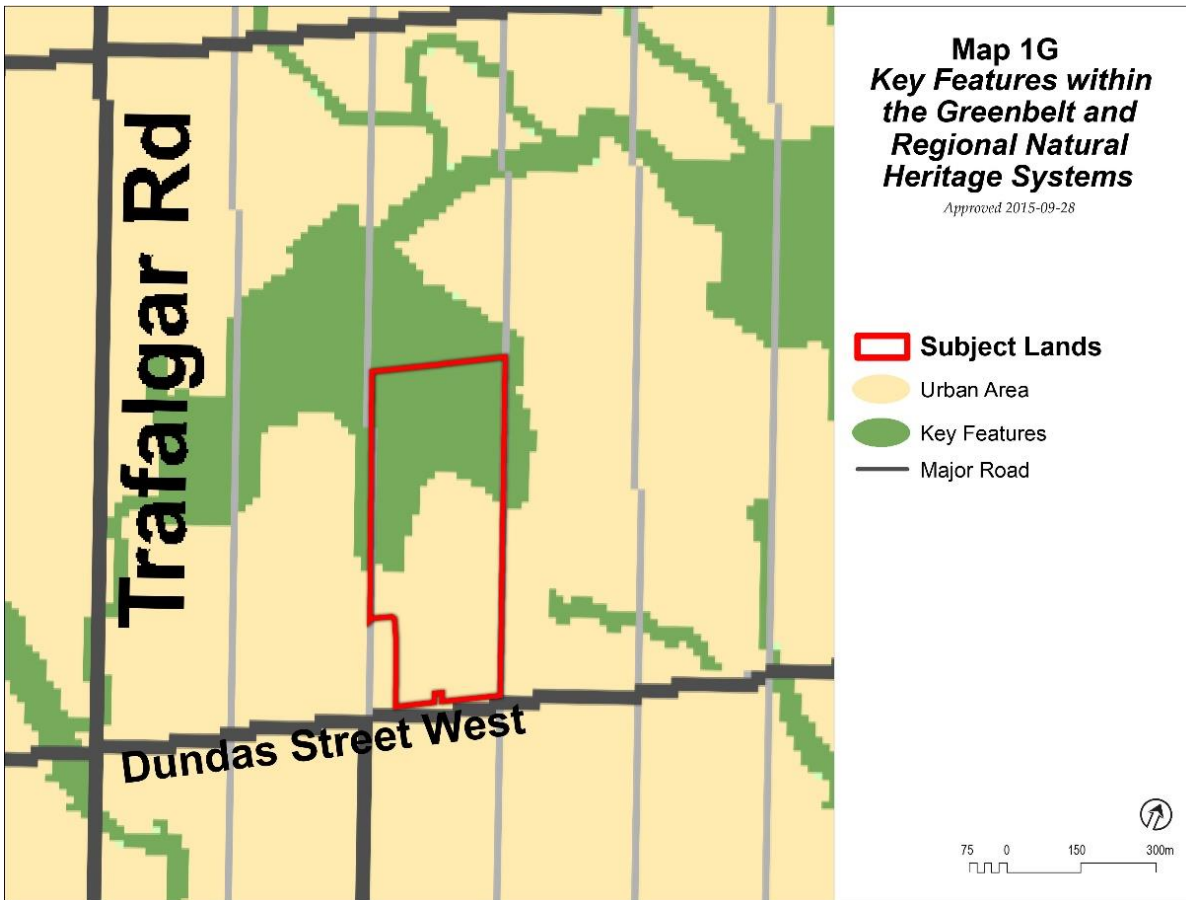 Trafalgar Rd
Dundas Street West
Map 1G
Key Features within
the Greenbelt and
Regional Natural
Heritage Systems
Approved 2015-09-28
Subject Lands
Urban Area
Key Features
Major Road
75 0 150 300m